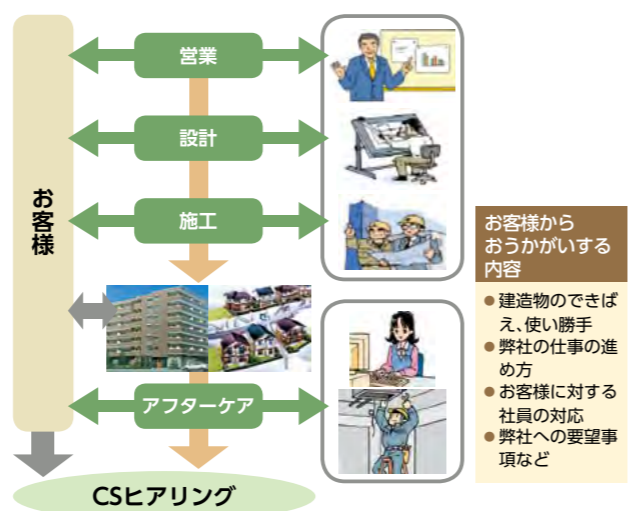 お客様
営業
設計
施工
アフターケア
CSヒアリング
お客様から
おうかがいする
内容
●建造物のできば
え、使い勝手
●弊社の仕事の進
め方
●お客様に対する
社員の対応
●弊社への要望事
項など